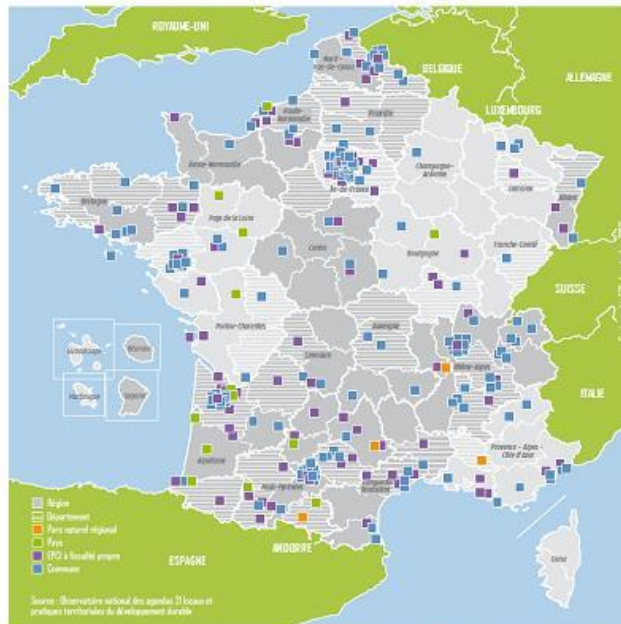 ROYAUME-UNI
BELGIQUE
ALLEMAGNE
LUXEMBOURG
Nord -
Pas-de-Calais
Picardie
Haute-
Normandie
Basse-Normandie
Île-de-France
Champagne-
Ardenne
Lorraine
Alsace
Bretagne
Pays de la Loire
Centre
Bourgogne
Franche-Comté
SUISSE
Poitou-Charentes
Limousin
Auvergne
Rhône-Alpes
ITALIE
Guadeloupe
Réunion
Martinique
Guyane
Aquitaine
Midi-Pyrénées
Languedoc-
Roussillon
Provence - Alpes -
Côte d'Azur
Corse
ESPAGNE
ANDORRE
Région
Département
Parc naturel régional
Pays
EPCI à fiscalité propre
Commune
Source : Observatoire national des agendas 21 locaux et
pratiques territoriales du développement durable